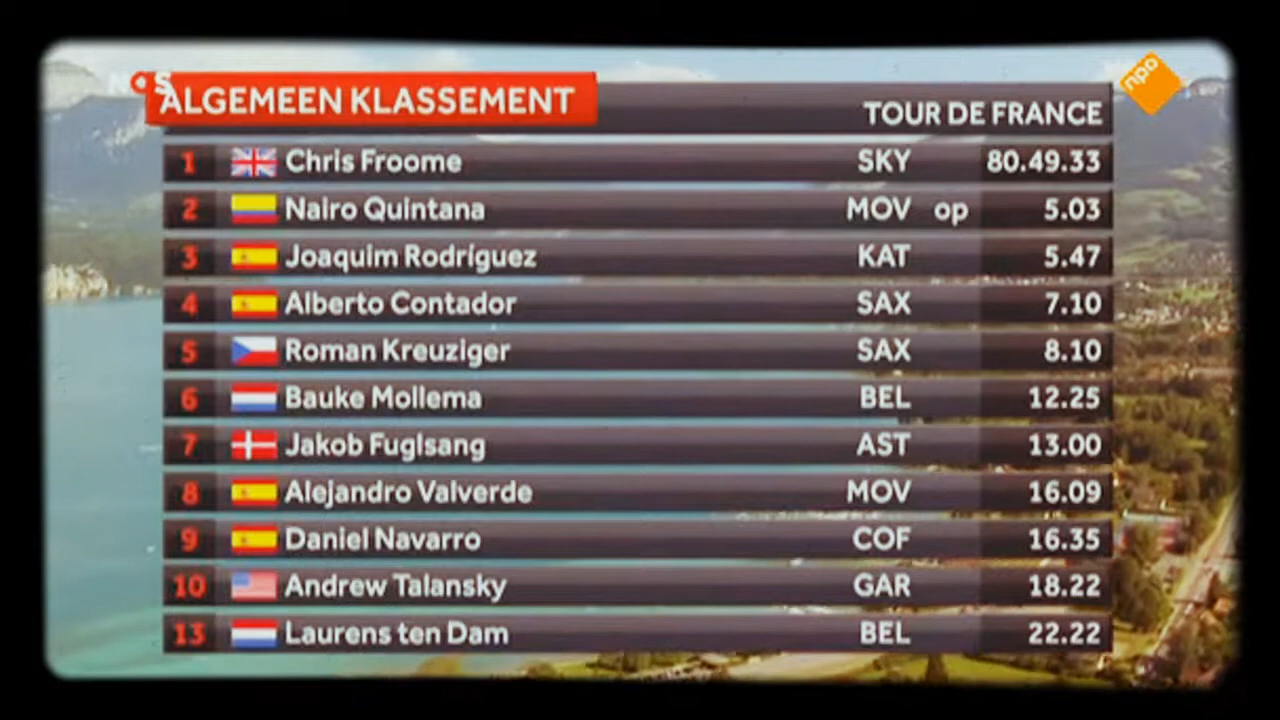 NOS
npo
ALGEMEEN KLASSEMENT
TOUR DE FRANCE
1 Chris Froome SKY 80.49.33
2 Nairo Quintana MOV op 5.03
3 Joaquim Rodríguez KAT 5.47
4 Alberto Contador SAX 7.10
5 Roman Kreuziger SAX 8.10
6 Bauke Mollema BEL 12.25
7 Jakob Fuglsang AST 13.00
8 Alejandro Valverde MOV 16.09
9 Daniel Navarro COF 16.35
10 Andrew Talansky GAR 18.22
13 Laurens ten Dam BEL 22.22